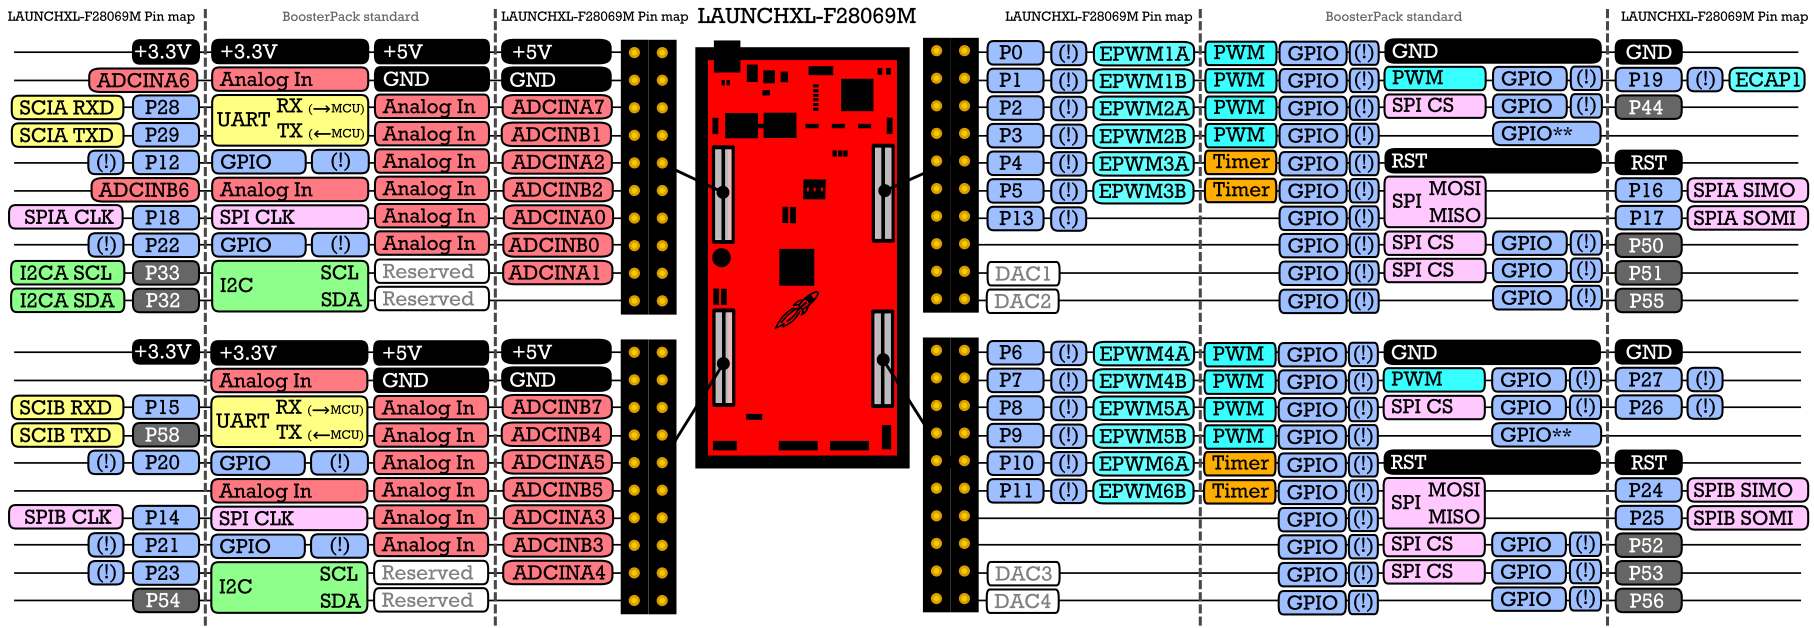 LAUNCHXL-F28069M Pin map BoosterPack standard LAUNCHXL-F28069M Pin map LAUNCHXL-F28069M LAUNCHXL-F28069M Pin map BoosterPack standard LAUNCHXL-F28069M Pin map
+3.3V +3.3V +5V +5V P0 (!) EPWM1A PWM GPIO (!) GND GND
ADCINA6 Analog In GND GND P1 (!) EPWM1B PWM GPIO (!) PWM GPIO (!) P19 (!) ECAP1
SCIA RXD P28 UART RX (→MCU) Analog In ADCINA7 P2 (!) EPWM2A PWM GPIO (!) SPI CS GPIO (!) P44
SCIA TXD P29 TX (←MCU) Analog In ADCINB1 P3 (!) EPWM2B PWM GPIO (!) GPIO**
(!) P12 GPIO (!) Analog In ADCINA2 P4 (!) EPWM3A Timer GPIO (!) RST RST
ADCINB6 Analog In Analog In ADCINB2 P5 (!) EPWM3B Timer GPIO (!) SPI MOSI P16 SPIA SIMO
SPIA CLK P18 SPI CLK Analog In ADCINA0 P13 (!) GPIO (!) MISO P17 SPIA SOMI
(!) P22 GPIO (!) Analog In ADCINB0 GPIO (!) SPI CS GPIO (!) P50
I2CA SCL P33 I2C SCL Reserved ADCINA1 DAC1 GPIO (!) SPI CS GPIO (!) P51
I2CA SDA P32 SDA Reserved DAC2 GPIO (!) GPIO (!) P55
+3.3V +3.3V +5V +5V P6 (!) EPWM4A PWM GPIO (!) GND GND
Analog In GND GND P7 (!) EPWM4B PWM GPIO (!) PWM GPIO (!) P27 (!)
SCIB RXD P15 UART RX (→MCU) Analog In ADCINB7 P8 (!) EPWM5A PWM GPIO (!) SPI CS GPIO (!) P26 (!)
SCIB TXD P58 TX (←MCU) Analog In ADCINB4 P9 (!) EPWM5B PWM GPIO (!) GPIO**
(!) P20 GPIO (!) Analog In ADCINA5 P10 (!) EPWM6A Timer GPIO (!) RST RST
Analog In Analog In ADCINB5 P11 (!) EPWM6B Timer GPIO (!) SPI MOSI P24 SPIB SIMO
SPIB CLK P14 SPI CLK Analog In ADCINA3 GPIO (!) MISO P25 SPIB SOMI
(!) P21 GPIO (!) Analog In ADCINB3 GPIO (!) SPI CS GPIO (!) P52
(!) P23 I2C SCL Reserved ADCINA4 DAC3 GPIO (!) SPI CS GPIO (!) P53
P54 SDA Reserved DAC4 GPIO (!) GPIO (!) P56